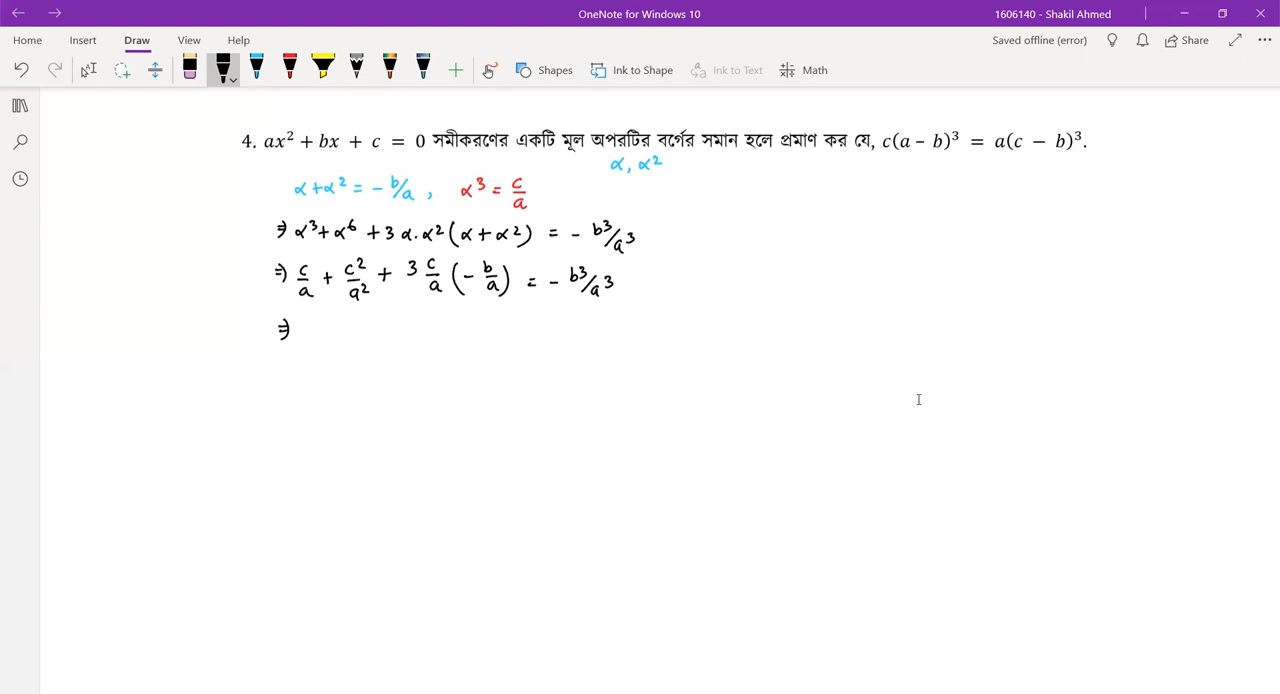 OneNote for Windows 10
1606140 - Shakil Ahmed
Home Insert Draw View Help
Saved offline (error) Share
Shapes Ink to Shape Ink to Text Math
4. ax² + bx + c = 0 সমীকরণের একটি মূল অপরটির বর্গের সমান হলে প্রমাণ কর যে, c(a – b)³ = a(c – b)³.
α, α²
α + α² = - b/a , α³ = c/a
⇒ α³ + α⁶ + 3 α . α² (α + α²) = - b³/a³
⇒ c/a + c²/a² + 3 c/a (- b/a) = - b³/a³
⇒